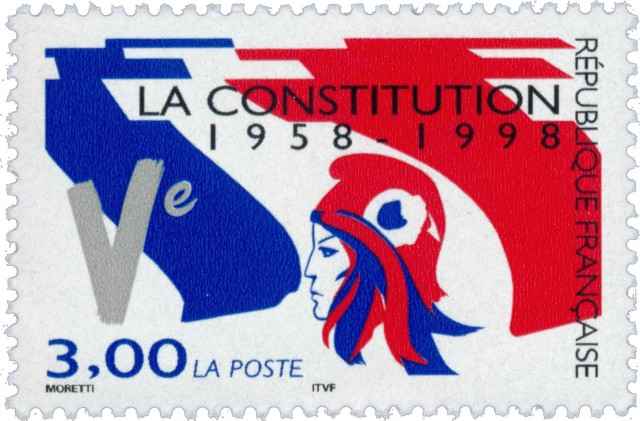 LA CONSTITUTION
1958-1998
RÉPUBLIQUE FRANÇAISE
Ve
3,00 LA POSTE
MORETTI
ITVF